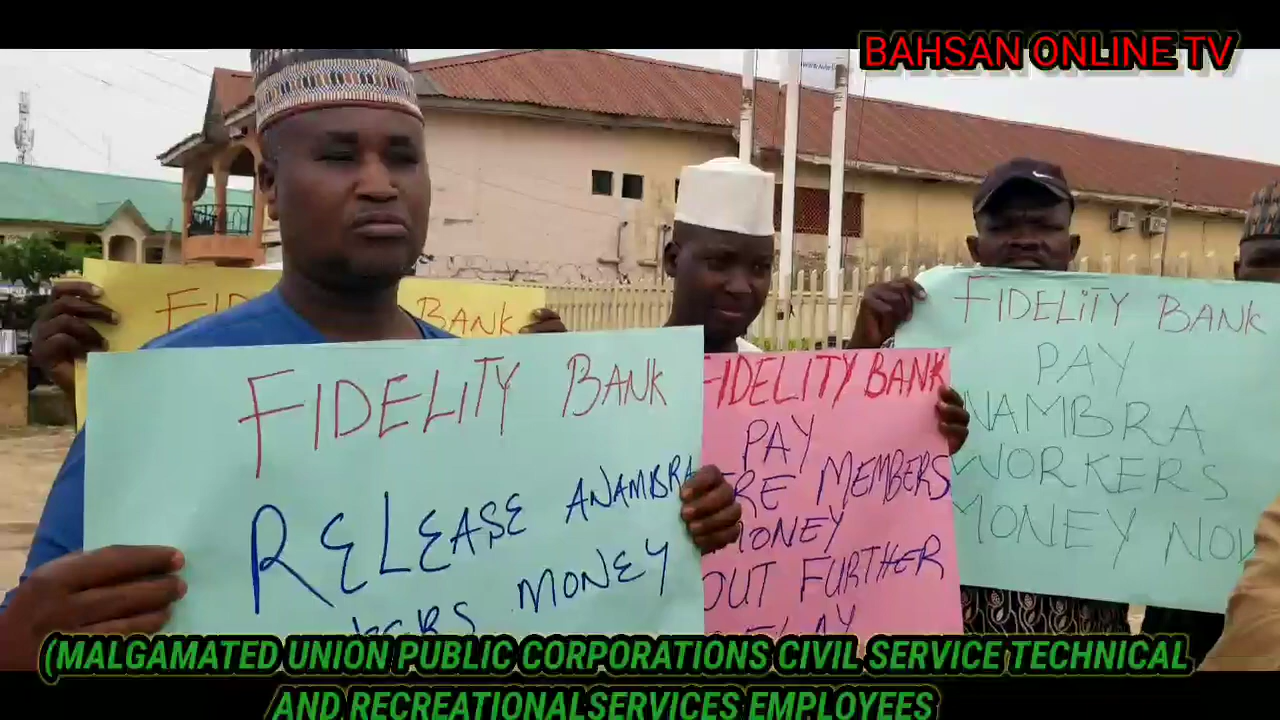 BAHSAN ONLINE TV
BANK
FIDELITY BANK
RELEASE ANAMBRA
MONEY
FIDELITY BANK
PAY
MEMBERS
MONEY
OUT FURTHER
FIDELITY BANK
PAY
NAMBRA
WORKERS
MONEY NOW
(MALGAMATED UNION PUBLIC CORPORATIONS CIVIL SERVICE TECHNICAL
AND RECREATIONALSERVICES EMPLOYEES